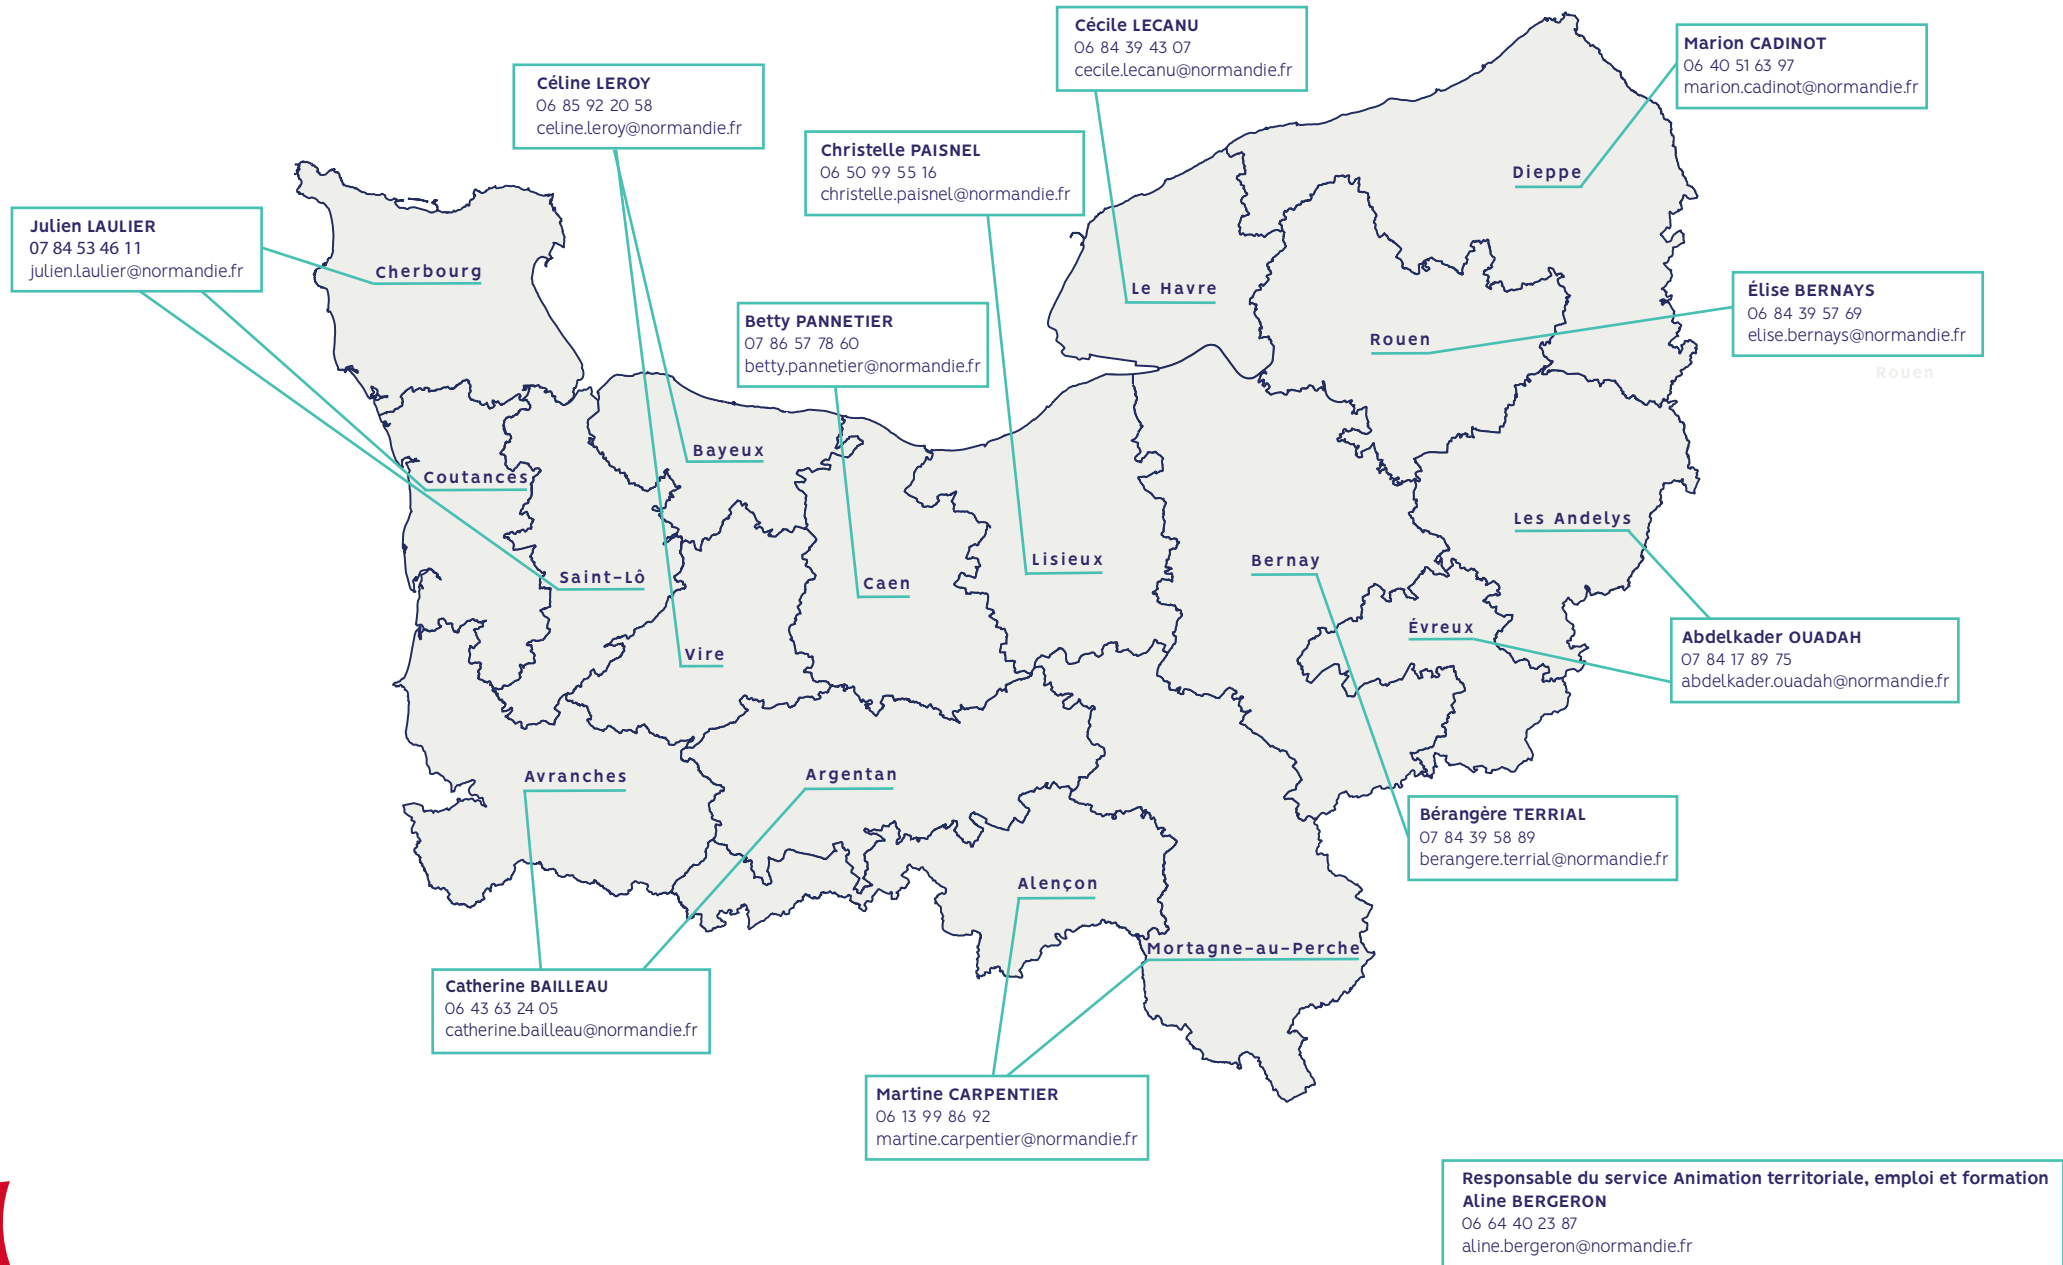 Cécile LECANU
06 84 39 43 07
cecile.lecanu@normandie.fr
Marion CADINOT
06 40 51 63 97
marion.cadinot@normandie.fr
Céline LEROY
06 85 92 20 58
celine.leroy@normandie.fr
Christelle PAISNEL
06 50 99 55 16
christelle.paisnel@normandie.fr
Dieppe
Julien LAULIER
07 84 53 46 11
julien.laulier@normandie.fr
Cherbourg
Le Havre
Élise BERNAYS
06 84 39 57 69
elise.bernays@normandie.fr
Betty PANNETIER
07 86 57 78 60
betty.pannetier@normandie.fr
Rouen
Rouen
Bayeux
Coutances
Les Andelys
Lisieux
Bernay
Saint-Lô
Caen
Évreux
Vire
Abdelkader OUADAH
07 84 17 89 75
abdelkader.ouadah@normandie.fr
Avranches
Argentan
Bérangère TERRIAL
07 84 39 58 89
berangere.terrial@normandie.fr
Alençon
Mortagne-au-Perche
Catherine BAILLEAU
06 43 63 24 05
catherine.bailleau@normandie.fr
Martine CARPENTIER
06 13 99 86 92
martine.carpentier@normandie.fr
Responsable du service Animation territoriale, emploi et formation
Aline BERGERON
06 64 40 23 87
aline.bergeron@normandie.fr